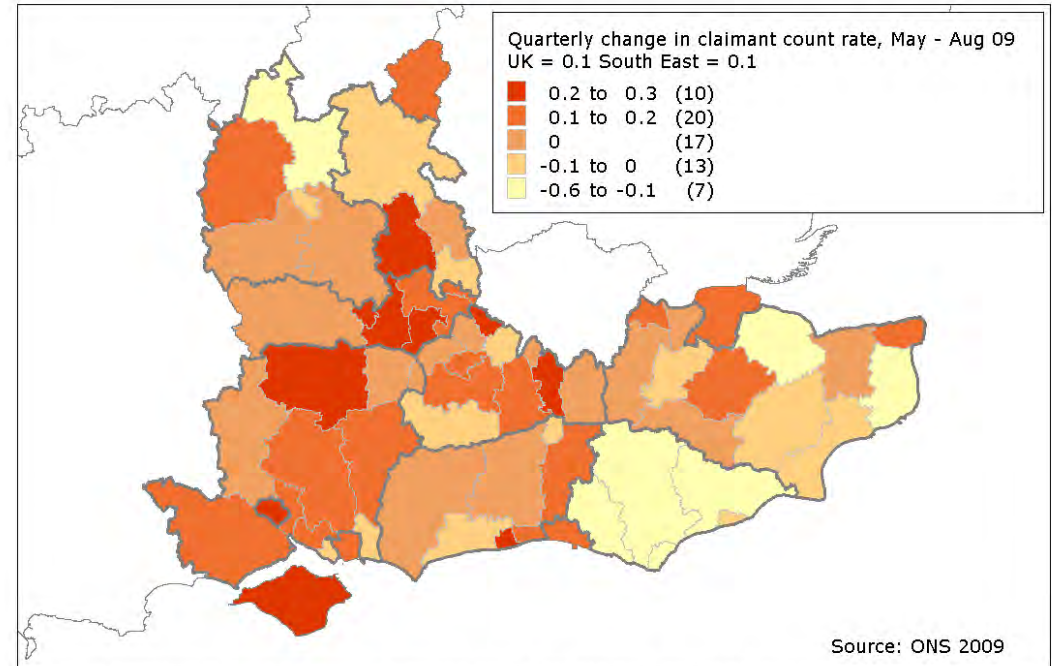 Quarterly change in claimant count rate, May - Aug 09
UK = 0.1 South East = 0.1
0.2 to 0.3 (10)
0.1 to 0.2 (20)
0 (17)
-0.1 to 0 (13)
-0.6 to -0.1 (7)
Source: ONS 2009